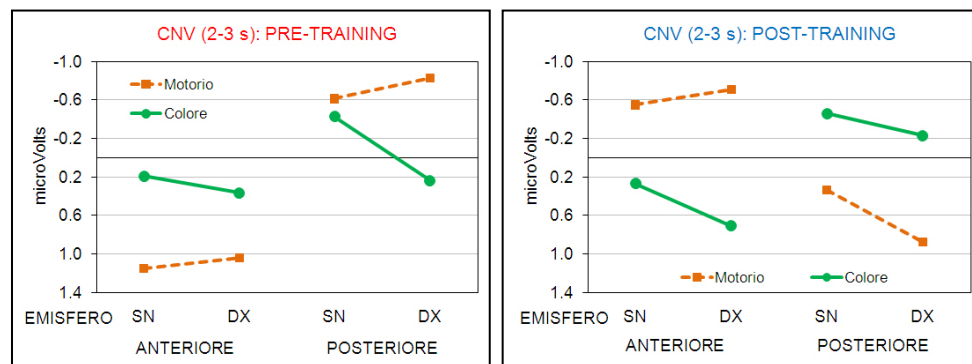 CNV (2-3 s): PRE-TRAINING
-1.0
-0.6
-0.2
0.2
0.6
1.0
1.4
microVolts
Motorio
Colore
EMISFERO SN DX SN DX
ANTERIORE POSTERIORE
CNV (2-3 s): POST-TRAINING
-1.0
-0.6
-0.2
0.2
0.6
1.0
1.4
microVolts
Motorio Colore
EMISFERO SN DX SN DX
ANTERIORE POSTERIORE